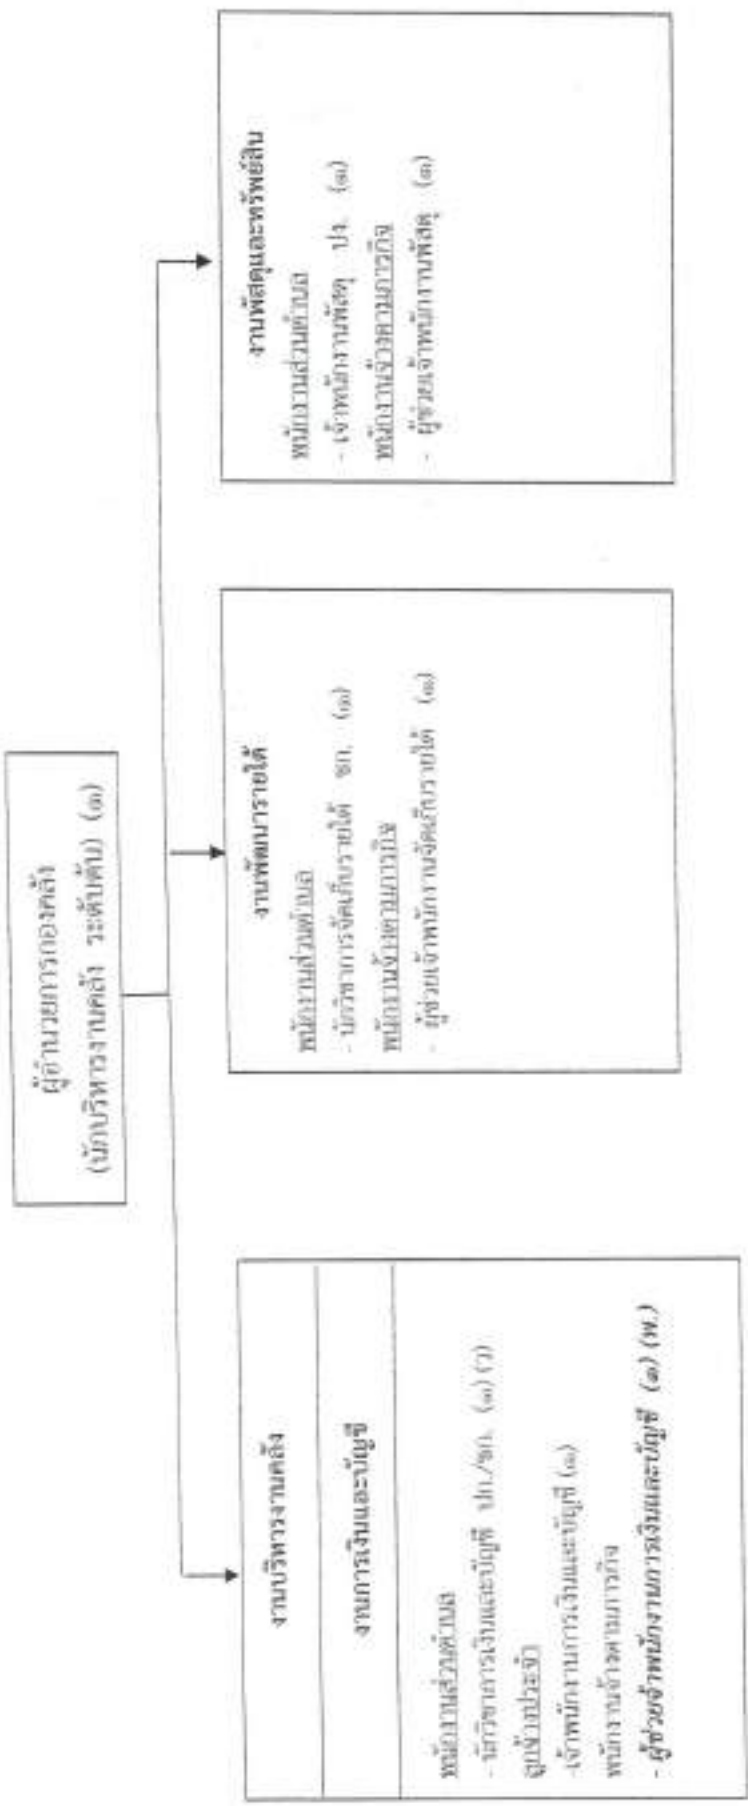 ผู้อำนวยการกองคลัง
(นักบริหารงานคลัง ระดับต้น) (๑)
งานบริหารงานคลัง
งานการเงินและบัญชี
พนักงานส่วนตำบล
- นักวิชาการเงินและบัญชี ปก./ชก. (๑) (ว)
ลูกจ้างประจำ
-เจ้าพนักงานการเงินและบัญชี (๑)
พนักงานจ้างตามภารกิจ
- ผู้ช่วยเจ้าพนักงานการเงินและบัญชี (๑) (พ.)
งานพัฒนารายได้
พนักงานส่วนตำบล
- นักวิชาการจัดเก็บรายได้ ชก. (๑)
พนักงานจ้างตามภารกิจ
- ผู้ช่วยเจ้าพนักงานจัดเก็บรายได้ (๑)
งานพัสดุและทรัพย์สิน
พนักงานส่วนตำบล
- เจ้าพนักงานพัสดุ ปง. (๑)
พนักงานจ้างตามภารกิจ
- ผู้ช่วยเจ้าพนักงานพัสดุ (๑)